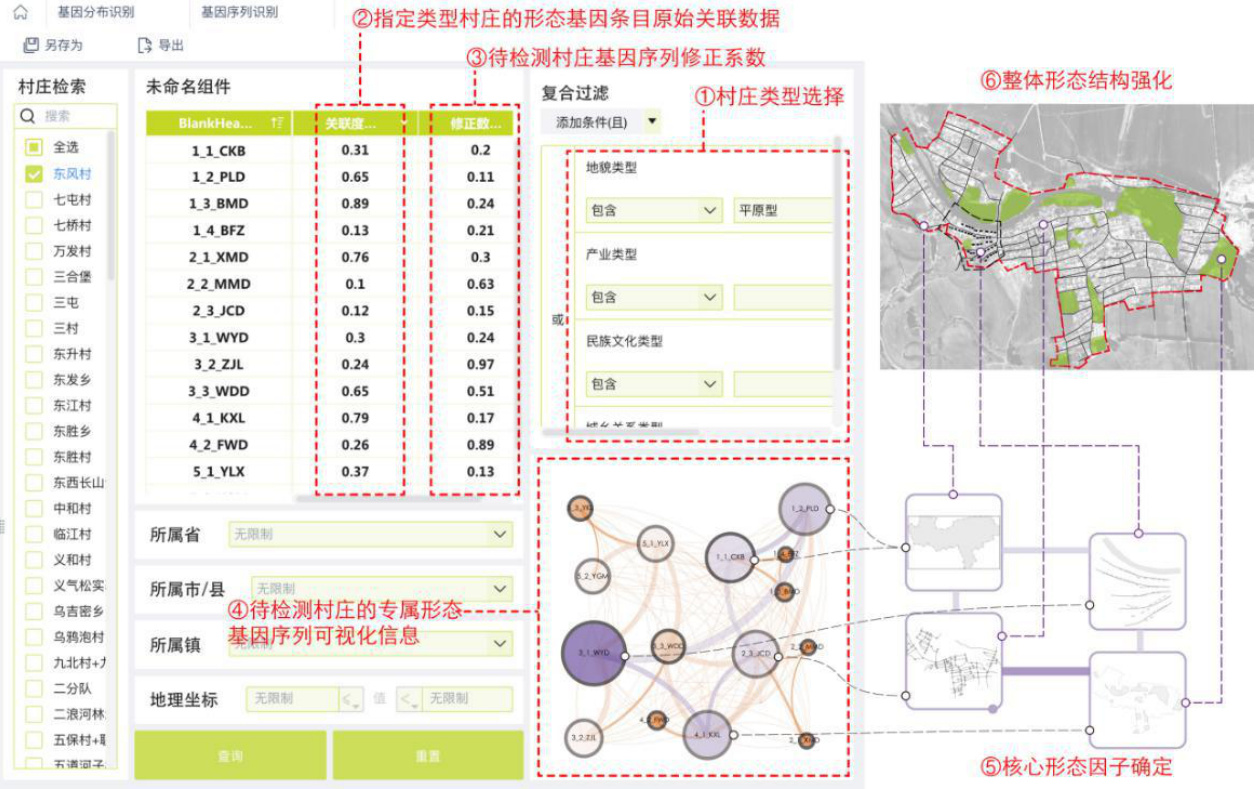 基因分布识别
基因序列识别
另存为
导出
②指定类型村庄的形态基因条目原始关联数据
③待检测村庄基因序列修正系数
①村庄类型选择
⑥整体形态结构强化
村庄检索
搜索
全选
东风村
七屯村
七桥村
万发村
三合堡
三屯
三村
东升村
东发乡
东江村
东胜乡
东胜村
东西长山
中和村
临江村
义和村
义气松实
乌吉密乡
乌鸦泡村
九北村+九
二分队
二浪河林
五保村+
五道河子
未命名组件
BlankHea... 关联度... 修正数...
1_1_CKB 0.31 0.2
1_2_PLD 0.65 0.11
1_3_BMD 0.89 0.24
1_4_BFZ 0.13 0.21
2_1_XMD 0.76 0.3
2_2_MMD 0.1 0.63
2_3_JCD 0.12 0.15
3_1_WYD 0.3 0.24
3_2_ZJL 0.24 0.97
3_3_WDD 0.65 0.51
4_1_KXL 0.79 0.17
4_2_FWD 0.26 0.89
5_1_YLX 0.37 0.13
所属省 无限制
所属市/县 无限制
④待检测村庄的专属形态
基因序列可视化信息
所属镇 无限制
地理坐标 无限制 < 值 < 无限制
查询
重置
复合过滤
添加条件(且)
或
地貌类型
包含 平原型
产业类型
包含
民族文化类型
包含
城乡关系类型
1_2_PLD
5_1_YLX
1_1_CKB
5_2_YGM
3_1_WYD
3_3_WDD
2_3_JCD
2_2_MMD
4_2_FWD
3_2_ZJL
4_1_KXL
⑤核心形态因子确定